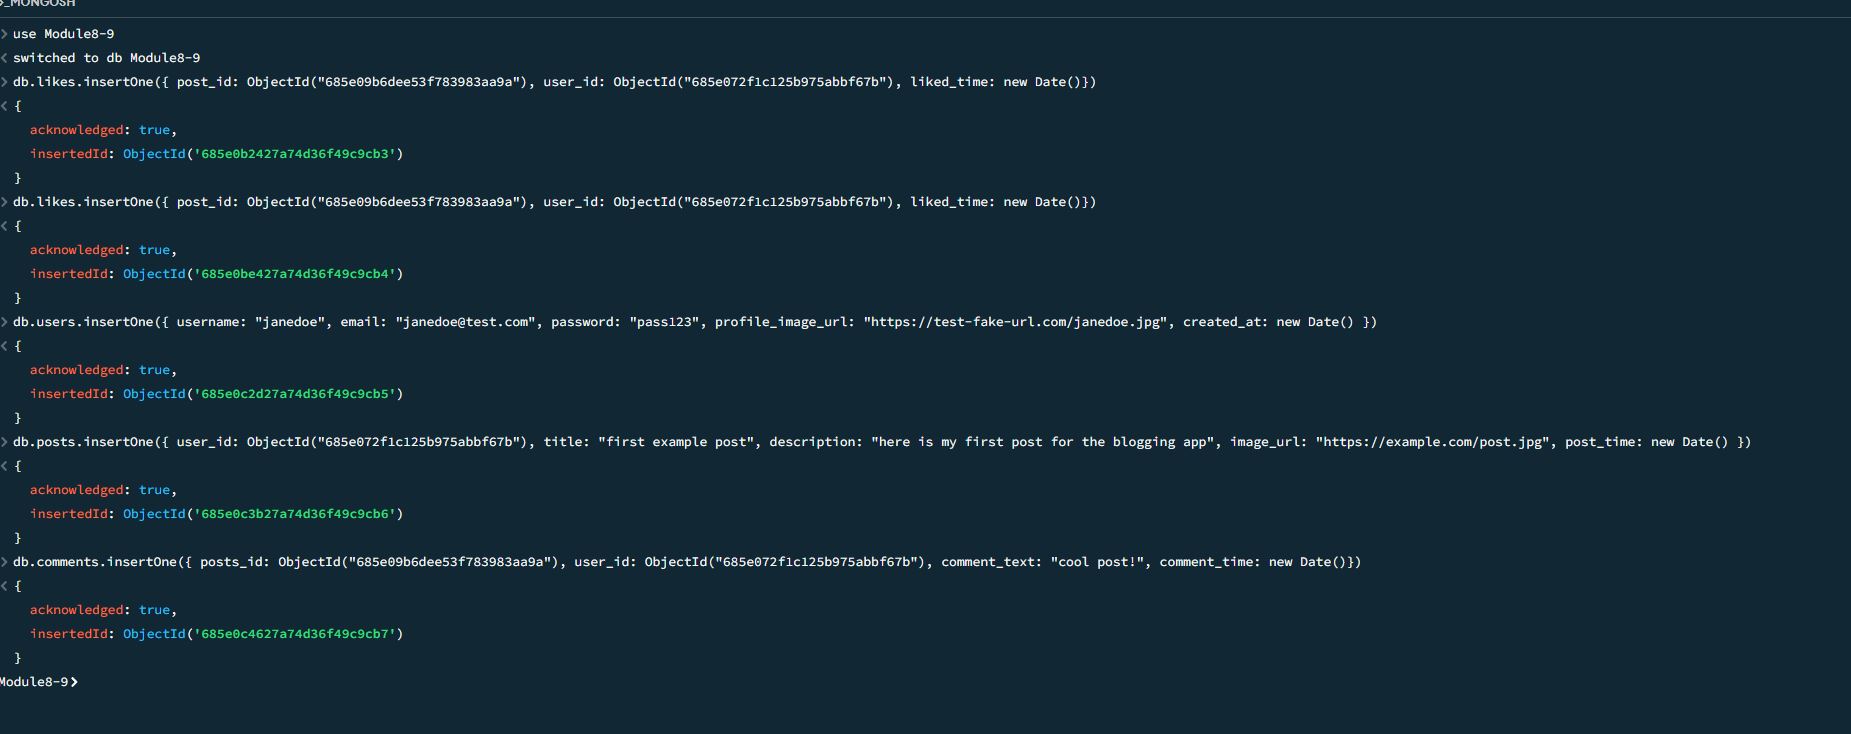 >_MONGOSH
> use Module8-9
< switched to db Module8-9
> db.likes.insertOne({ post_id: ObjectId("685e09b6dee53f783983aa9a"), user_id: ObjectId("685e072f1c125b975abbf67b"), liked_time: new Date()})
< {
acknowledged: true,
insertedId: ObjectId('685e0b2427a74d36f49c9cb3')
}
> db.likes.insertOne({ post_id: ObjectId("685e09b6dee53f783983aa9a"), user_id: ObjectId("685e072f1c125b975abbf67b"), liked_time: new Date()})
< {
acknowledged: true,
insertedId: ObjectId('685e0be427a74d36f49c9cb4')
}
> db.users.insertOne({ username: "janedoe", email: "janedoe@test.com", password: "pass123", profile_image_url: "https://test-fake-url.com/janedoe.jpg", created_at: new Date() })
< {
acknowledged: true,
insertedId: ObjectId('685e0c2d27a74d36f49c9cb5')
}
> db.posts.insertOne({ user_id: ObjectId("685e072f1c125b975abbf67b"), title: "first example post", description: "here is my first post for the blogging app", image_url: "https://example.com/post.jpg", post_time: new Date() })
< {
acknowledged: true,
insertedId: ObjectId('685e0c3b27a74d36f49c9cb6')
}
> db.comments.insertOne({ posts_id: ObjectId("685e09b6dee53f783983aa9a"), user_id: ObjectId("685e072f1c125b975abbf67b"), comment_text: "cool post!", comment_time: new Date()})
< {
acknowledged: true,
insertedId: ObjectId('685e0c4627a74d36f49c9cb7')
}
Module8-9>